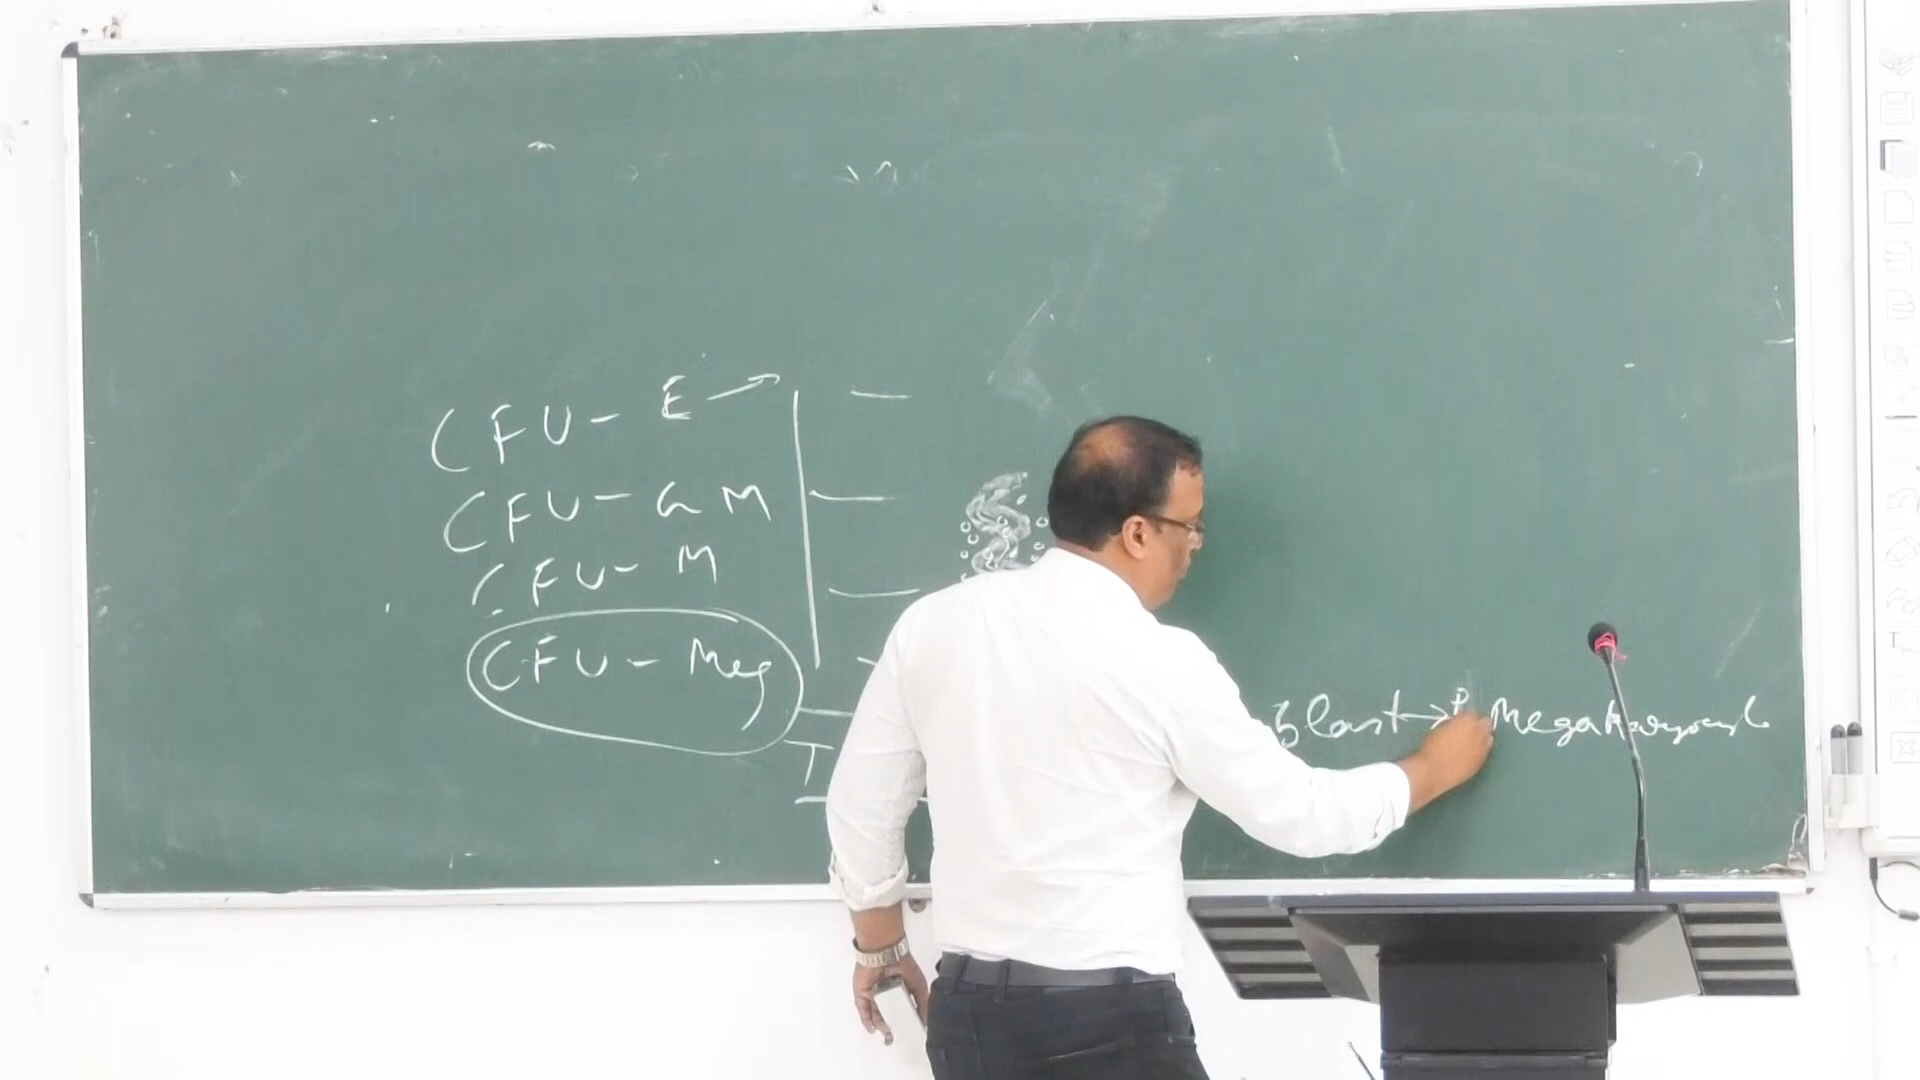 CFU - E →
CFU - GM
CFU - M
CFU - Meg
blast → P Megakaryocyte
T